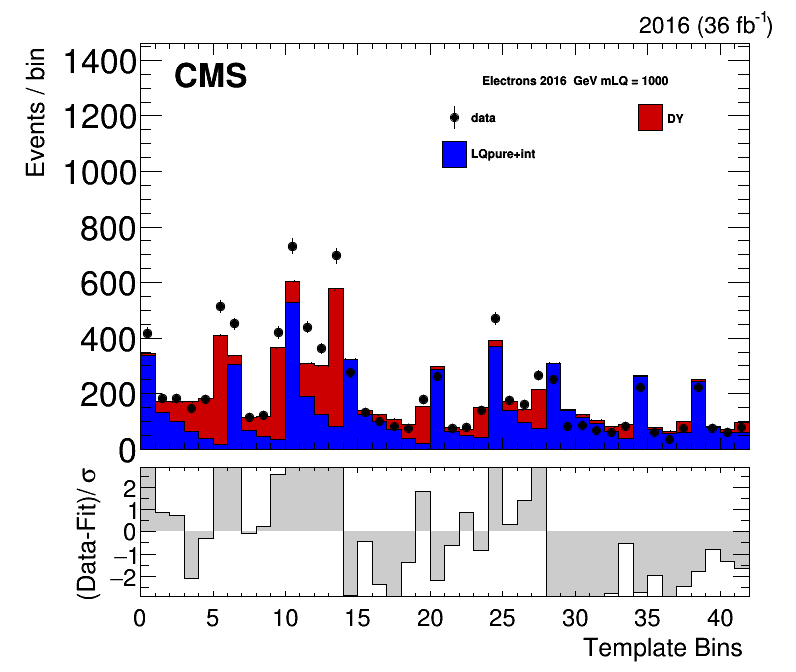 2016 (36 fb-1)
CMS
Electrons 2016 GeV mLQ = 1000
data
DY
LQpure+int
Events / bin
1400
1200
1000
800
600
400
200
0
(Data-Fit)/ σ
2
1
0
−1
−2
0 5 10 15 20 25 30 35 40
Template Bins